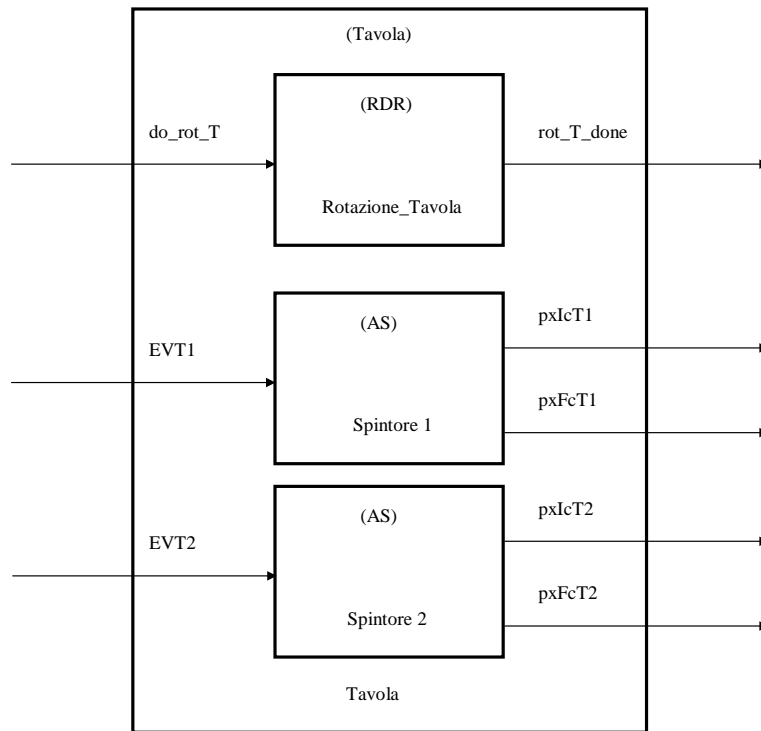 (Tavola)
(RDR)
do_rot_T
rot_T_done
Rotazione_Tavola
(AS)
pxIcT1
EVT1
pxFcT1
Spintore 1
(AS)
pxIcT2
EVT2
pxFcT2
Spintore 2
Tavola